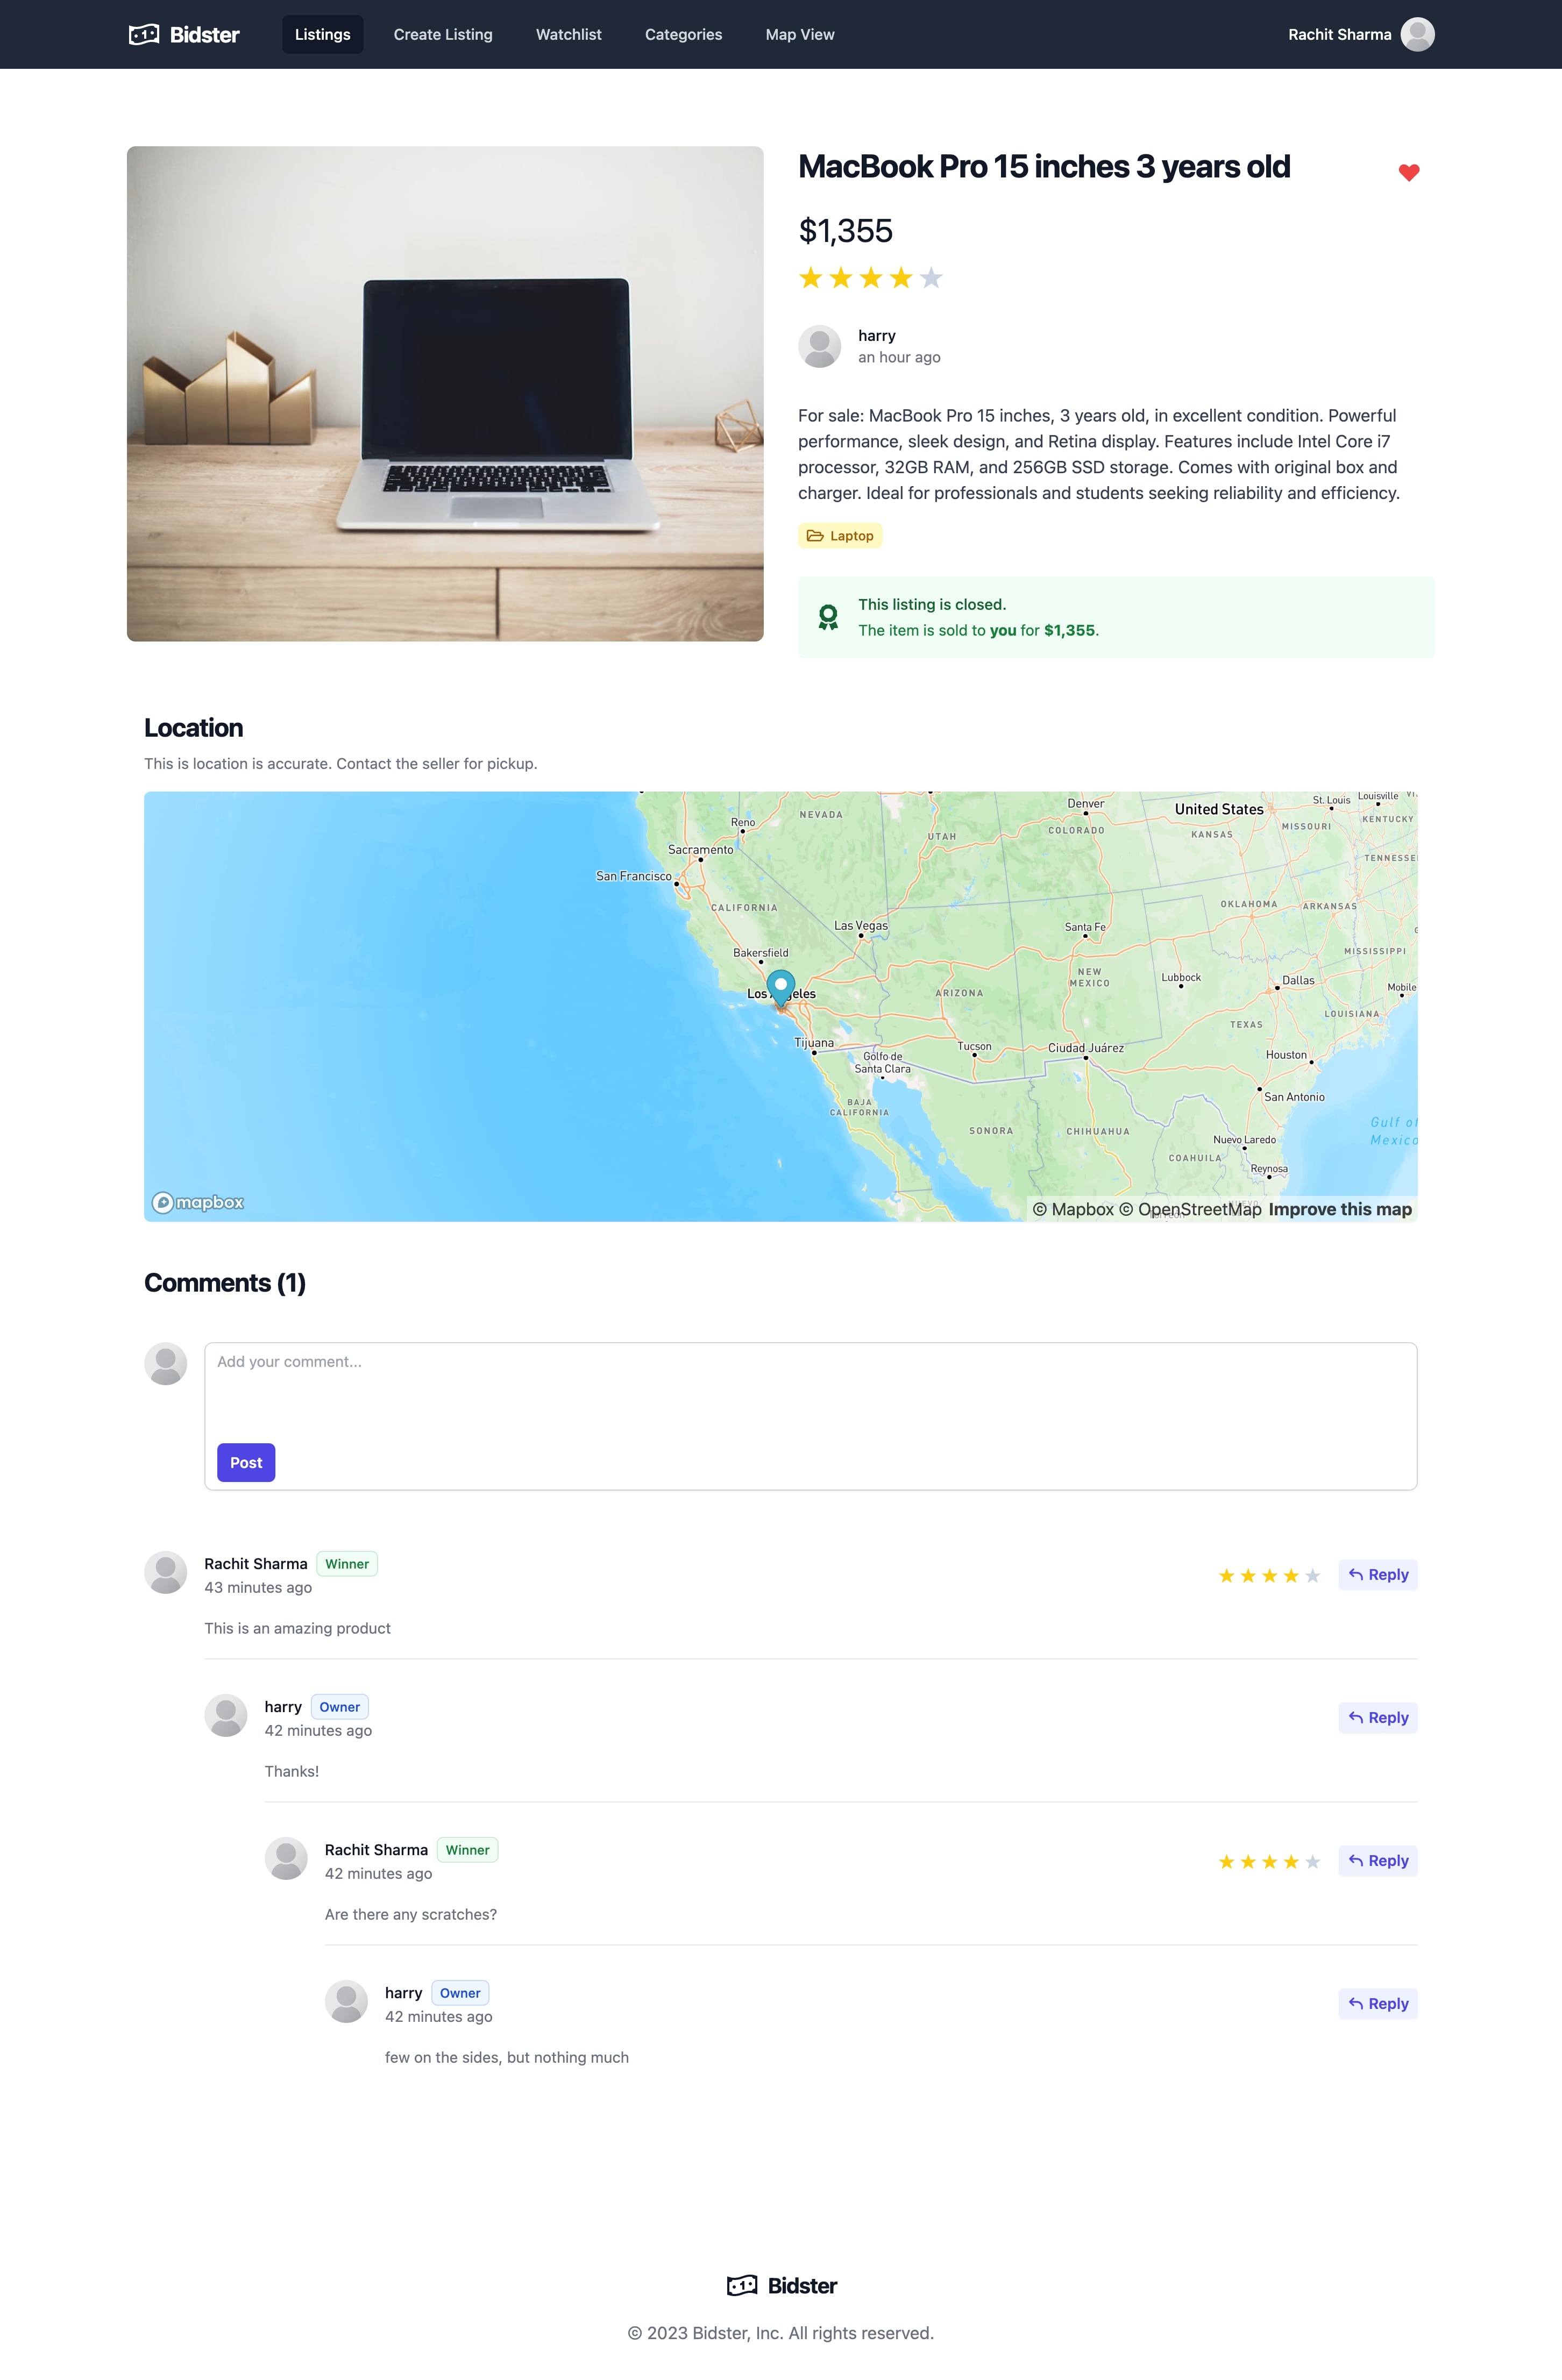 Bidster
Listings
Create Listing
Watchlist
Categories
Map View
Rachit Sharma
MacBook Pro 15 inches 3 years old
$1,355
harry
an hour ago
For sale: MacBook Pro 15 inches, 3 years old, in excellent condition. Powerful
performance, sleek design, and Retina display. Features include Intel Core i7
processor, 32GB RAM, and 256GB SSD storage. Comes with original box and
charger. Ideal for professionals and students seeking reliability and efficiency.
Laptop
This listing is closed.
The item is sold to you for $1,355.
Location
This is location is accurate. Contact the seller for pickup.
Denver
United States
St. Louis
Louisville
Reno
NEVADA
UTAH
COLORADO
KANSAS
MISSOURI
KENTUCKY
Sacramento
TENNESSE
San Francisco
CALIFORNIA
OKLAHOMA
ARKANSAS
Las Vegas
Santa Fe
Bakersfield
MISSISSIPPI
NEW
MEXICO
Lubbock
Dallas
Mobile
ARIZONA
LOUISIANA
TEXAS
Tijuana
Golfo de
Santa Clara
Tucson
Ciudad Juárez
Houston
San Antonio
BAJA
CALIFORNIA
SONORA
CHIHUAHUA
Gulf of
Mexico
Nuevo Laredo
COAHUILA
Reynosa
mapbox
© Mapbox © OpenStreetMap Improve this map
Comments (1)
Add your comment...
Post
Rachit Sharma Winner
43 minutes ago
Reply
This is an amazing product
harry Owner
42 minutes ago
Reply
Thanks!
Rachit Sharma Winner
42 minutes ago
Reply
Are there any scratches?
harry Owner
42 minutes ago
Reply
few on the sides, but nothing much
Bidster
© 2023 Bidster, Inc. All rights reserved.